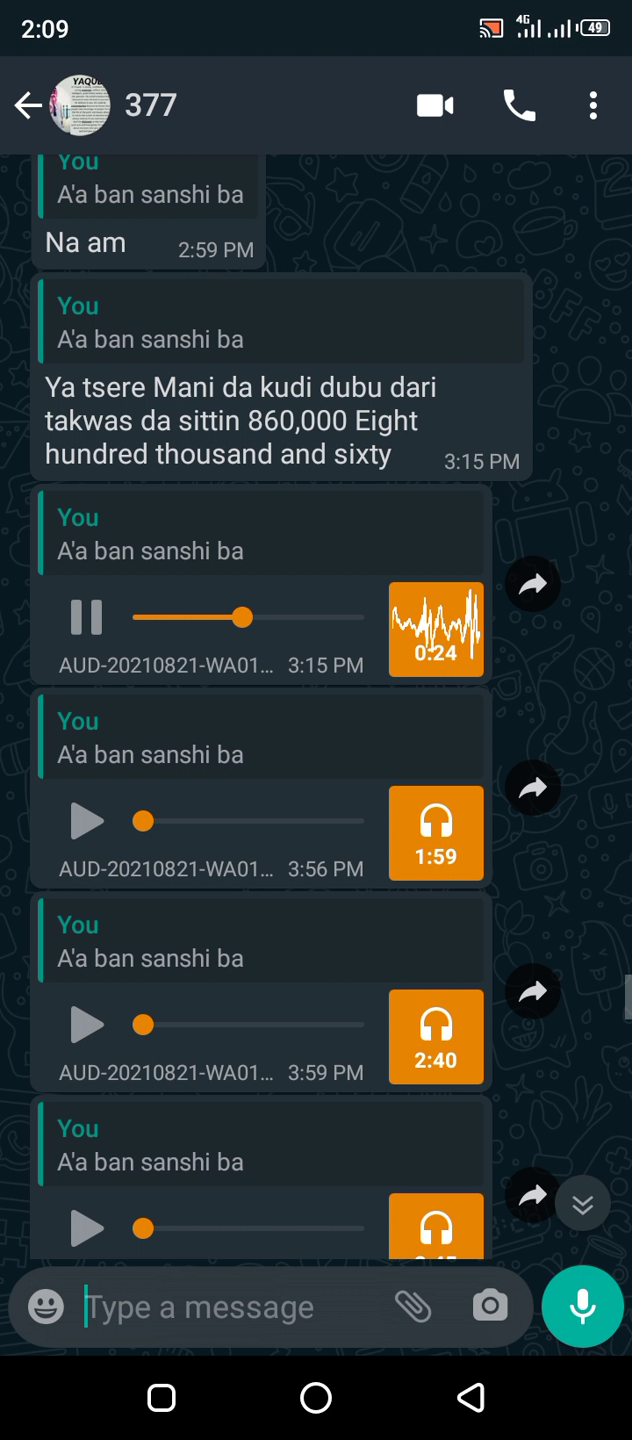 2:09
4G
49
YAQUB
377
You
A'a ban sanshi ba
Na am
2:59 PM
You
A'a ban sanshi ba
Ya tsere Mani da kudi dubu dari
takwas da sittin 860,000 Eight
hundred thousand and sixty
3:15 PM
You
A'a ban sanshi ba
0:24
AUD-20210821-WA01... 3:15 PM
You
A'a ban sanshi ba
1:59
AUD-20210821-WA01... 3:56 PM
You
A'a ban sanshi ba
2:40
AUD-20210821-WA01... 3:59 PM
You
A'a ban sanshi ba
Type a message